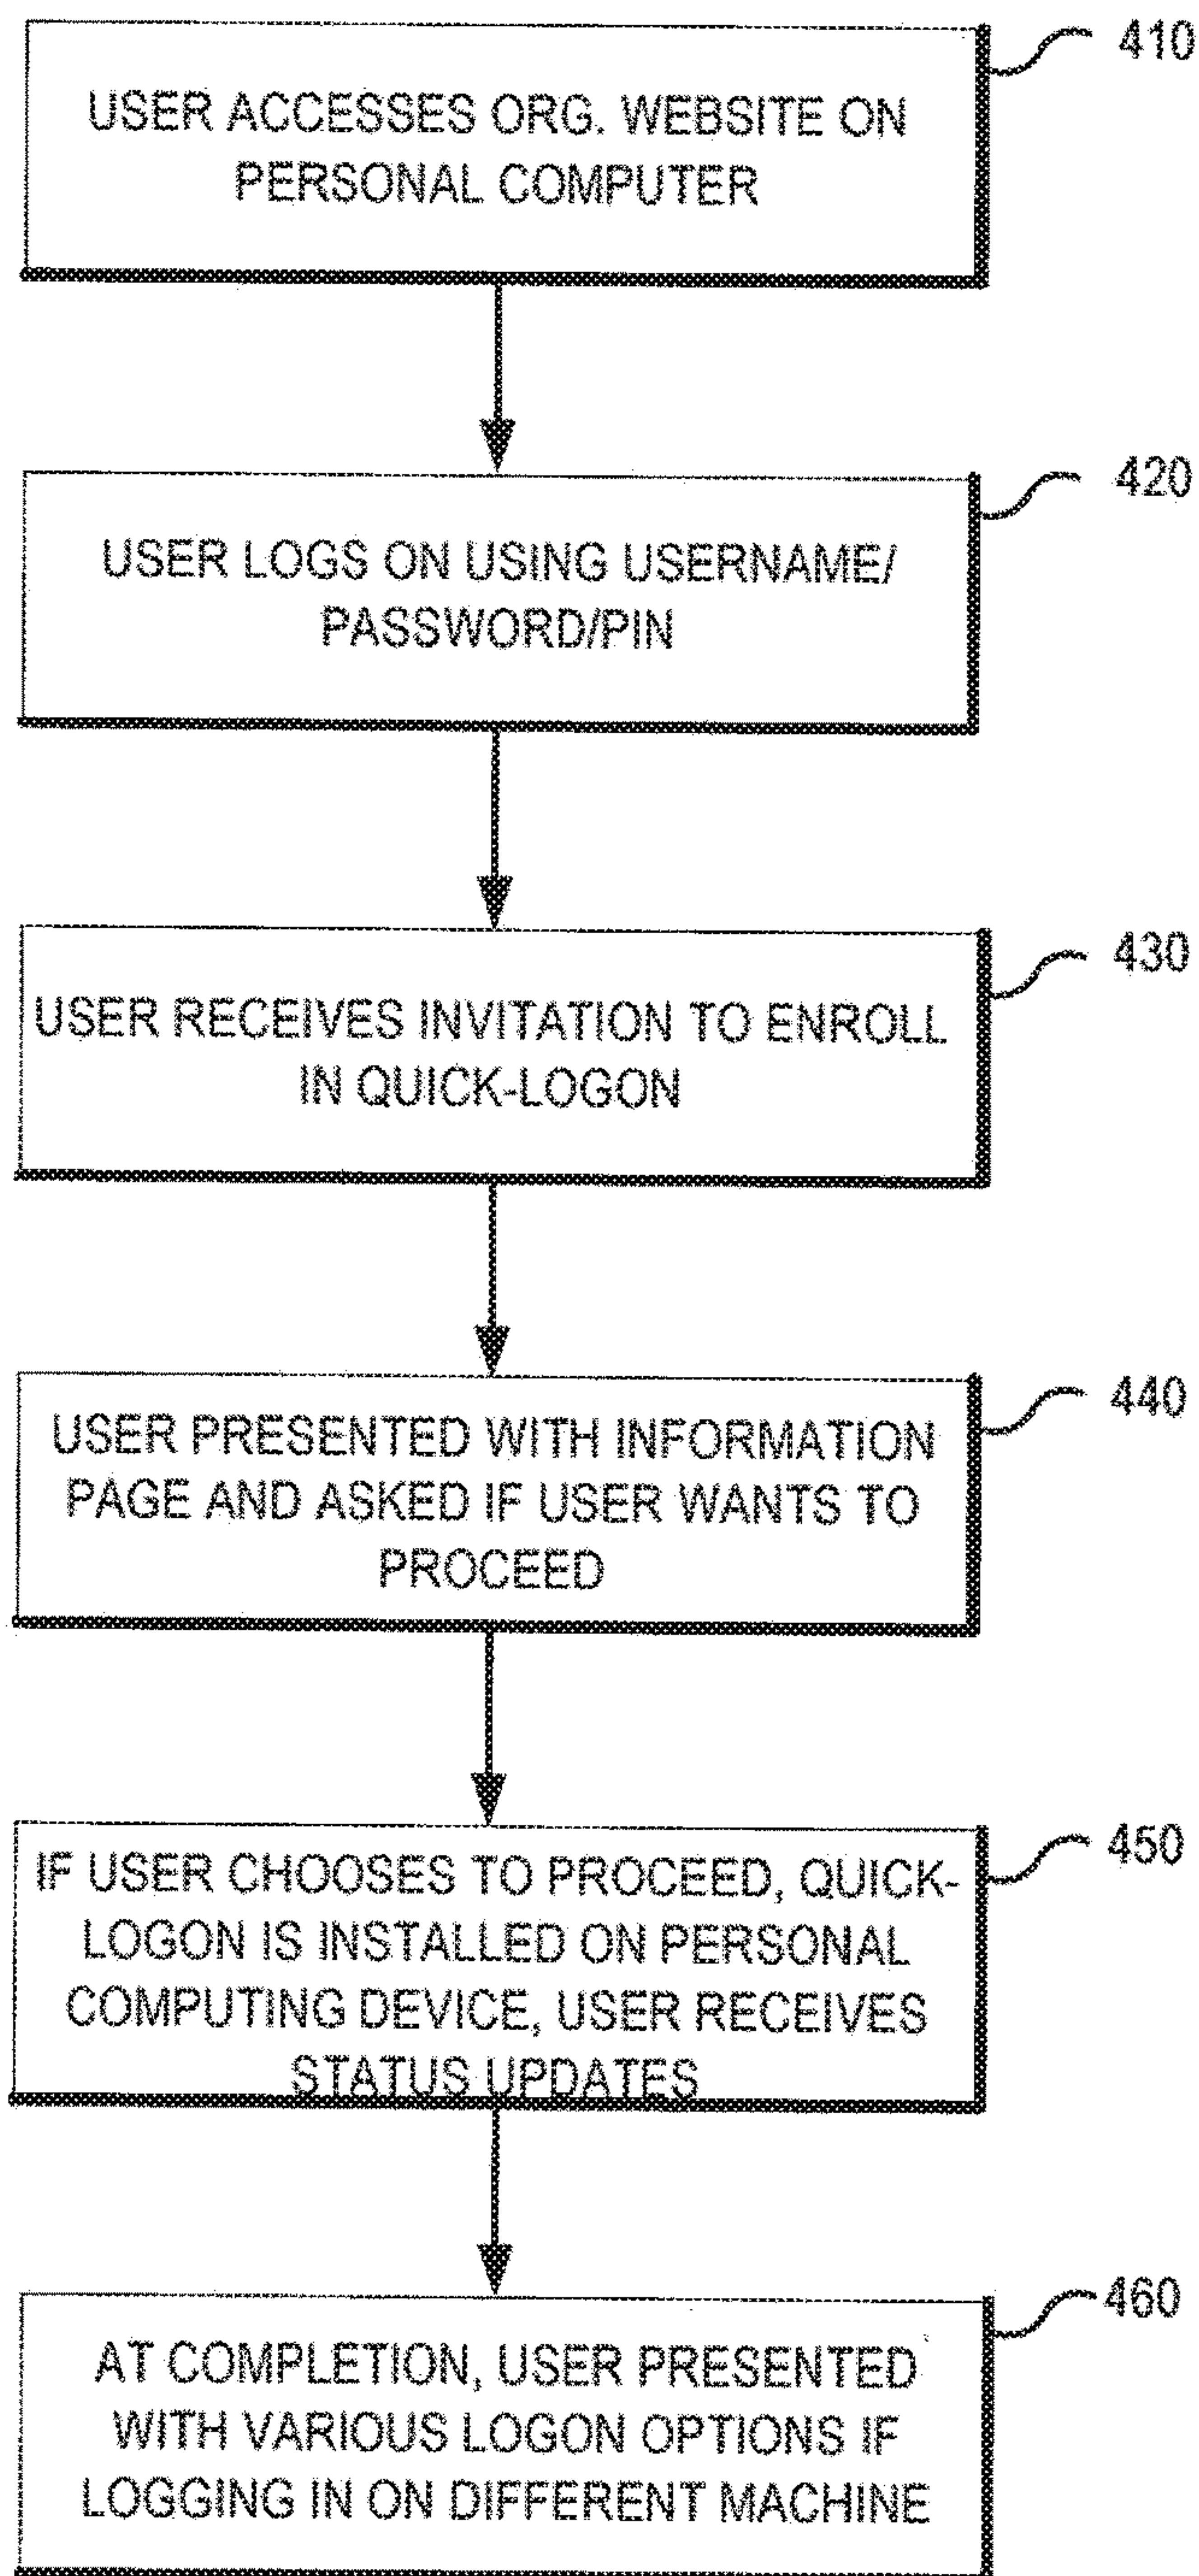 410
USER ACCESSES ORG. WEBSITE ON
PERSONAL COMPUTER
420
USER LOGS ON USING USERNAME/
PASSWORD/PIN
430
USER RECEIVES INVITATION TO ENROLL
IN QUICK-LOGON
440
USER PRESENTED WITH INFORMATION
PAGE AND ASKED IF USER WANTS TO
PROCEED
450
IF USER CHOOSES TO PROCEED, QUICK-
LOGON IS INSTALLED ON PERSONAL
COMPUTING DEVICE, USER RECEIVES
STATUS UPDATES
460
AT COMPLETION, USER PRESENTED
WITH VARIOUS LOGON OPTIONS IF
LOGGING IN ON DIFFERENT MACHINE